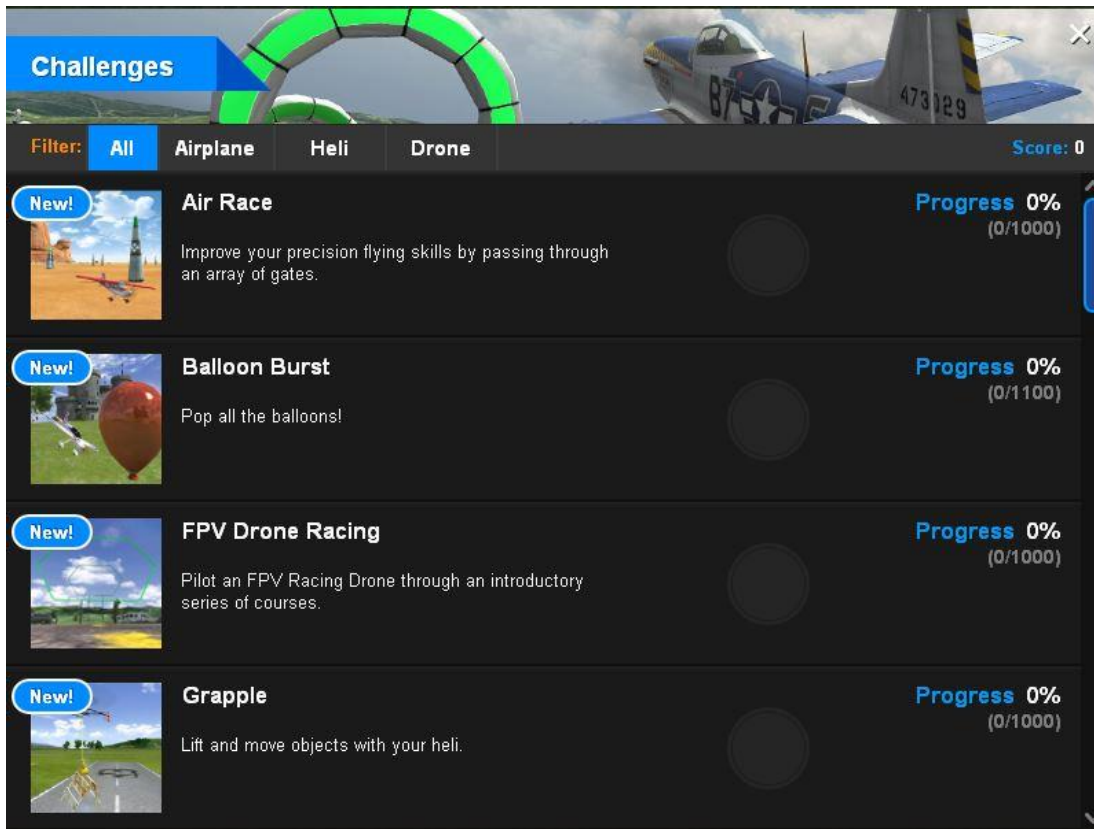 Challenges
B7
473029
Filter: All Airplane Heli Drone Score: 0
New!
Air Race
Progress 0%
(0/1000)
Improve your precision flying skills by passing through
an array of gates.
New!
Balloon Burst
Progress 0%
(0/1100)
Pop all the balloons!
New!
FPV Drone Racing
Progress 0%
(0/1000)
Pilot an FPV Racing Drone through an introductory
series of courses.
New!
Grapple
Progress 0%
(0/1000)
Lift and move objects with your heli.